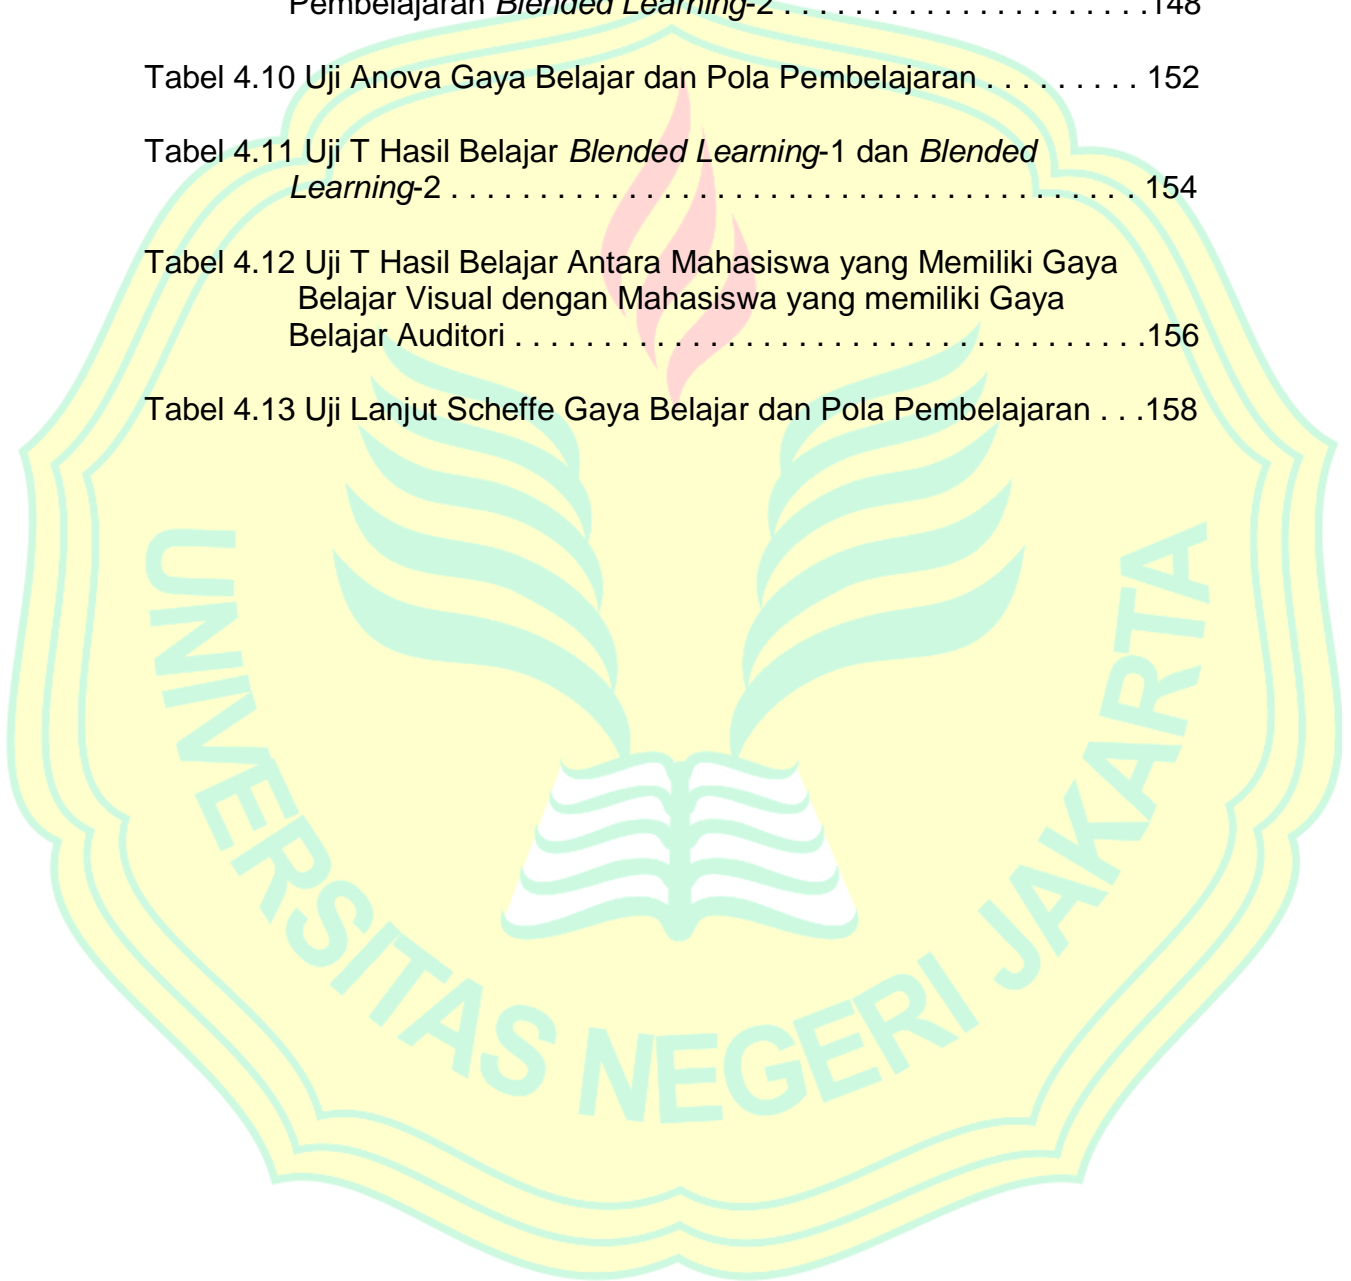 Pembelajaran Blended Learning-2 . . . . . . . . . . . . . . . . . . . . .148
Tabel 4.10 Uji Anova Gaya Belajar dan Pola Pembelajaran . . . . . . . . . 152
Tabel 4.11 Uji T Hasil Belajar Blended Learning-1 dan Blended
Learning-2 . . . . . . . . . . . . . . . . . . . . . . . . . . . . . . . . . . . . . . . 154
Tabel 4.12 Uji T Hasil Belajar Antara Mahasiswa yang Memiliki Gaya
Belajar Visual dengan Mahasiswa yang memiliki Gaya
Belajar Auditori . . . . . . . . . . . . . . . . . . . . . . . . . . . . . . . . . . . .156
Tabel 4.13 Uji Lanjut Scheffe Gaya Belajar dan Pola Pembelajaran . . .158
UNIVERSITAS NEGERI JAKARTA